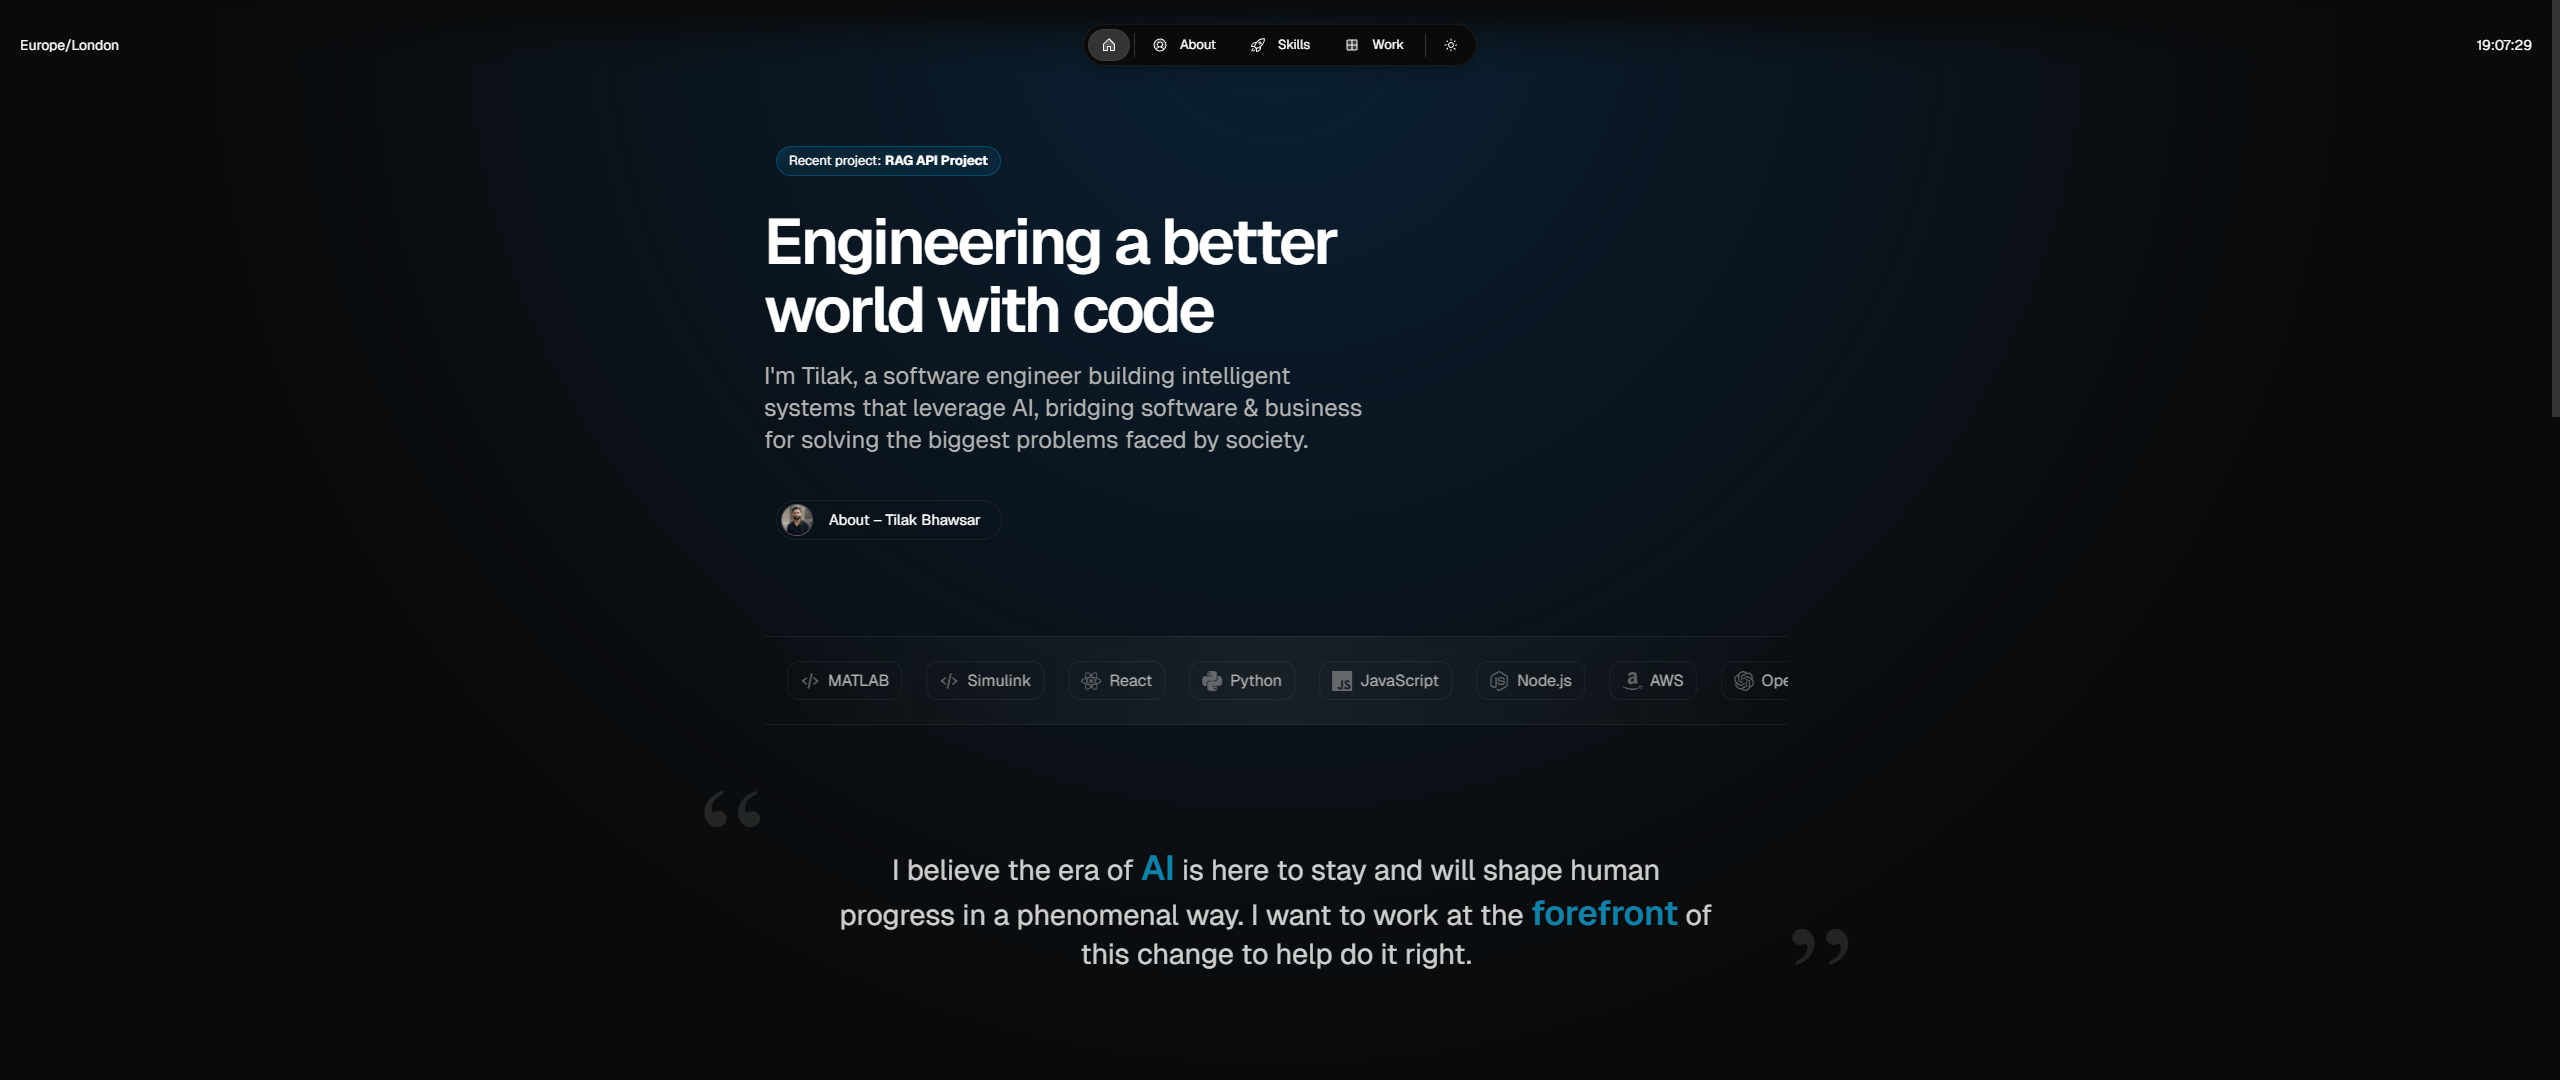 Europe/London
About
Skills
Work
19:07:29
Recent project: RAG API Project
Engineering a better
world with code
I'm Tilak, a software engineer building intelligent
systems that leverage AI, bridging software & business
for solving the biggest problems faced by society.
About – Tilak Bhawsar
MATLAB
Simulink
React
Python
JS JavaScript
Node.js
AWS
Ope
“
I believe the era of AI is here to stay and will shape human
progress in a phenomenal way. I want to work at the forefront of
this change to help do it right.
”